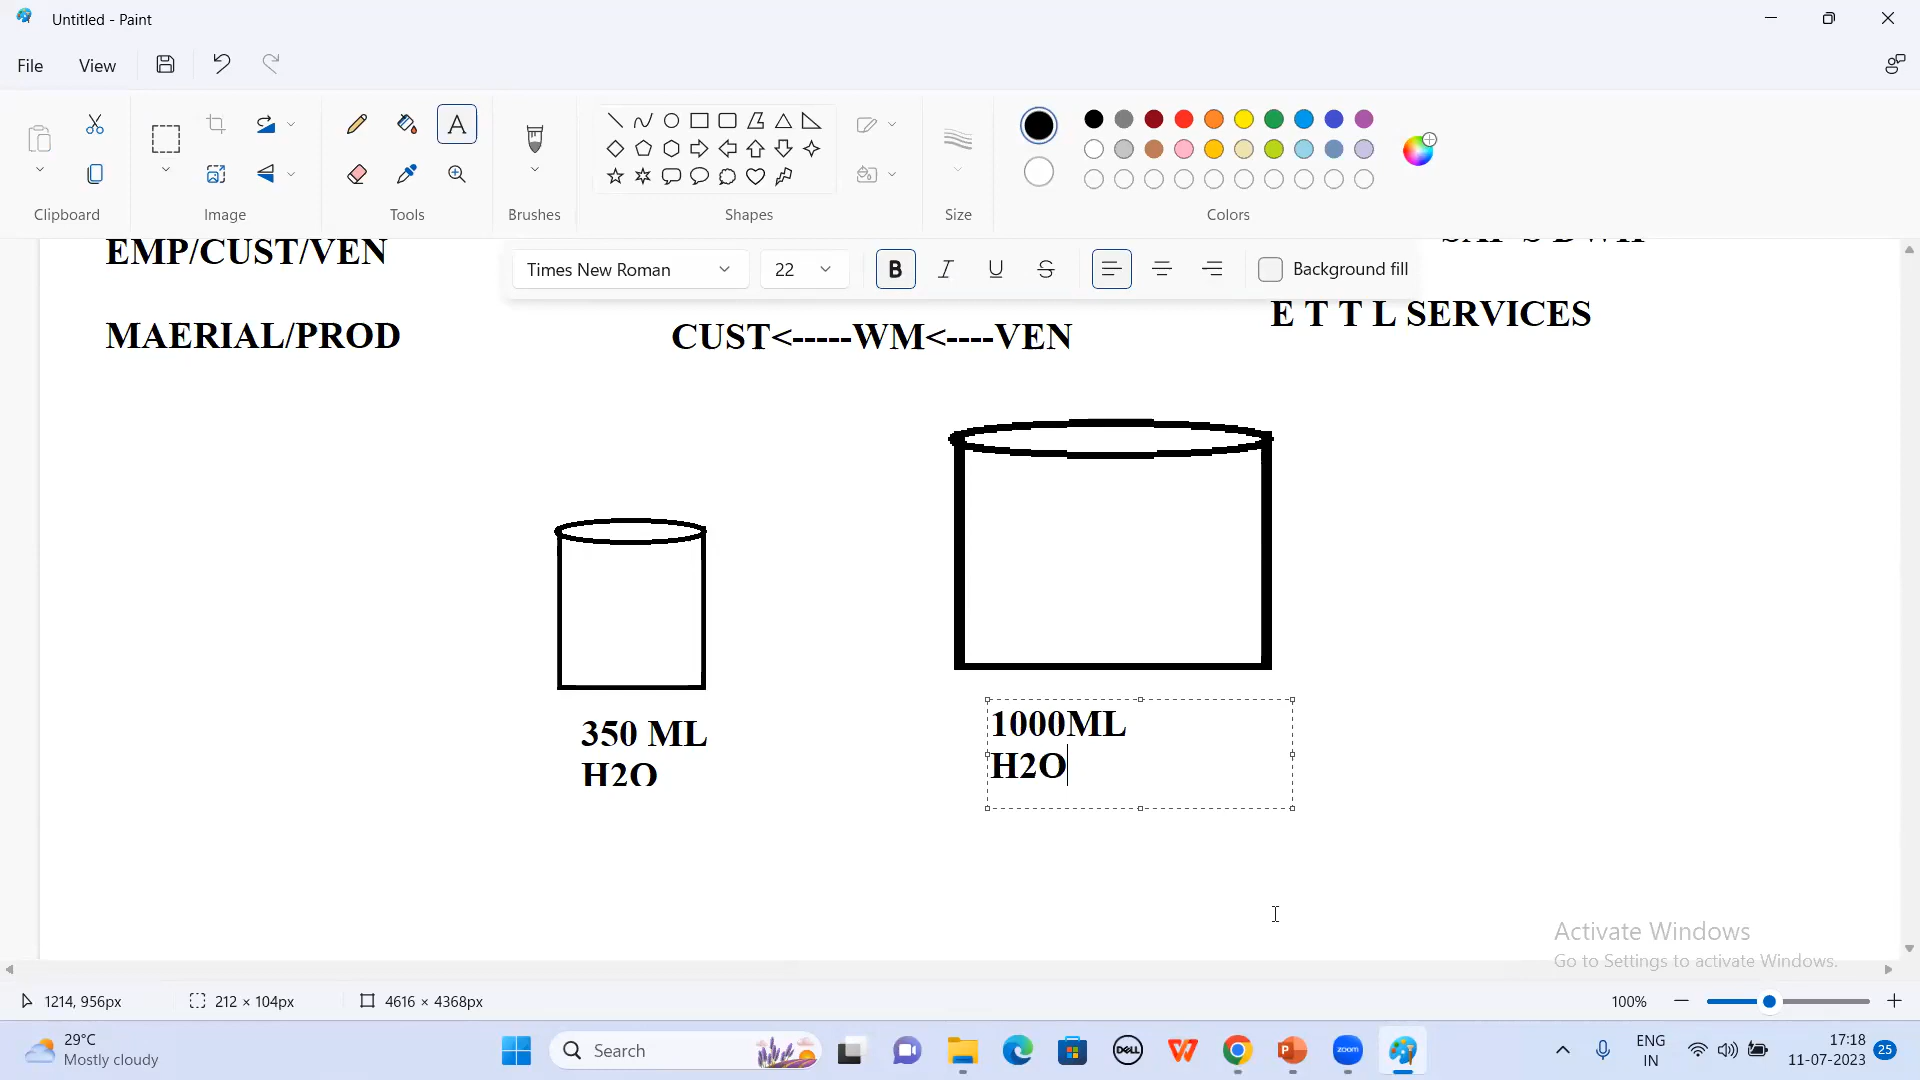 Untitled - Paint
File View
Clipboard
Image
Tools
Brushes
Shapes
Size
Colors
Times New Roman 22 B I U S Background fill
EMP/CUST/VEN
E T T L SERVICES
MAERIAL/PROD
CUST<-----WM<----VEN
350 ML
H2O
1000ML
H2O
Activate Windows
Go to Settings to activate Windows.
1214, 956px 212 × 104px 4616 × 4368px 100%
29°C
Mostly cloudy
Search
DELL
zoom
ENG
IN
17:18
11-07-2023
25